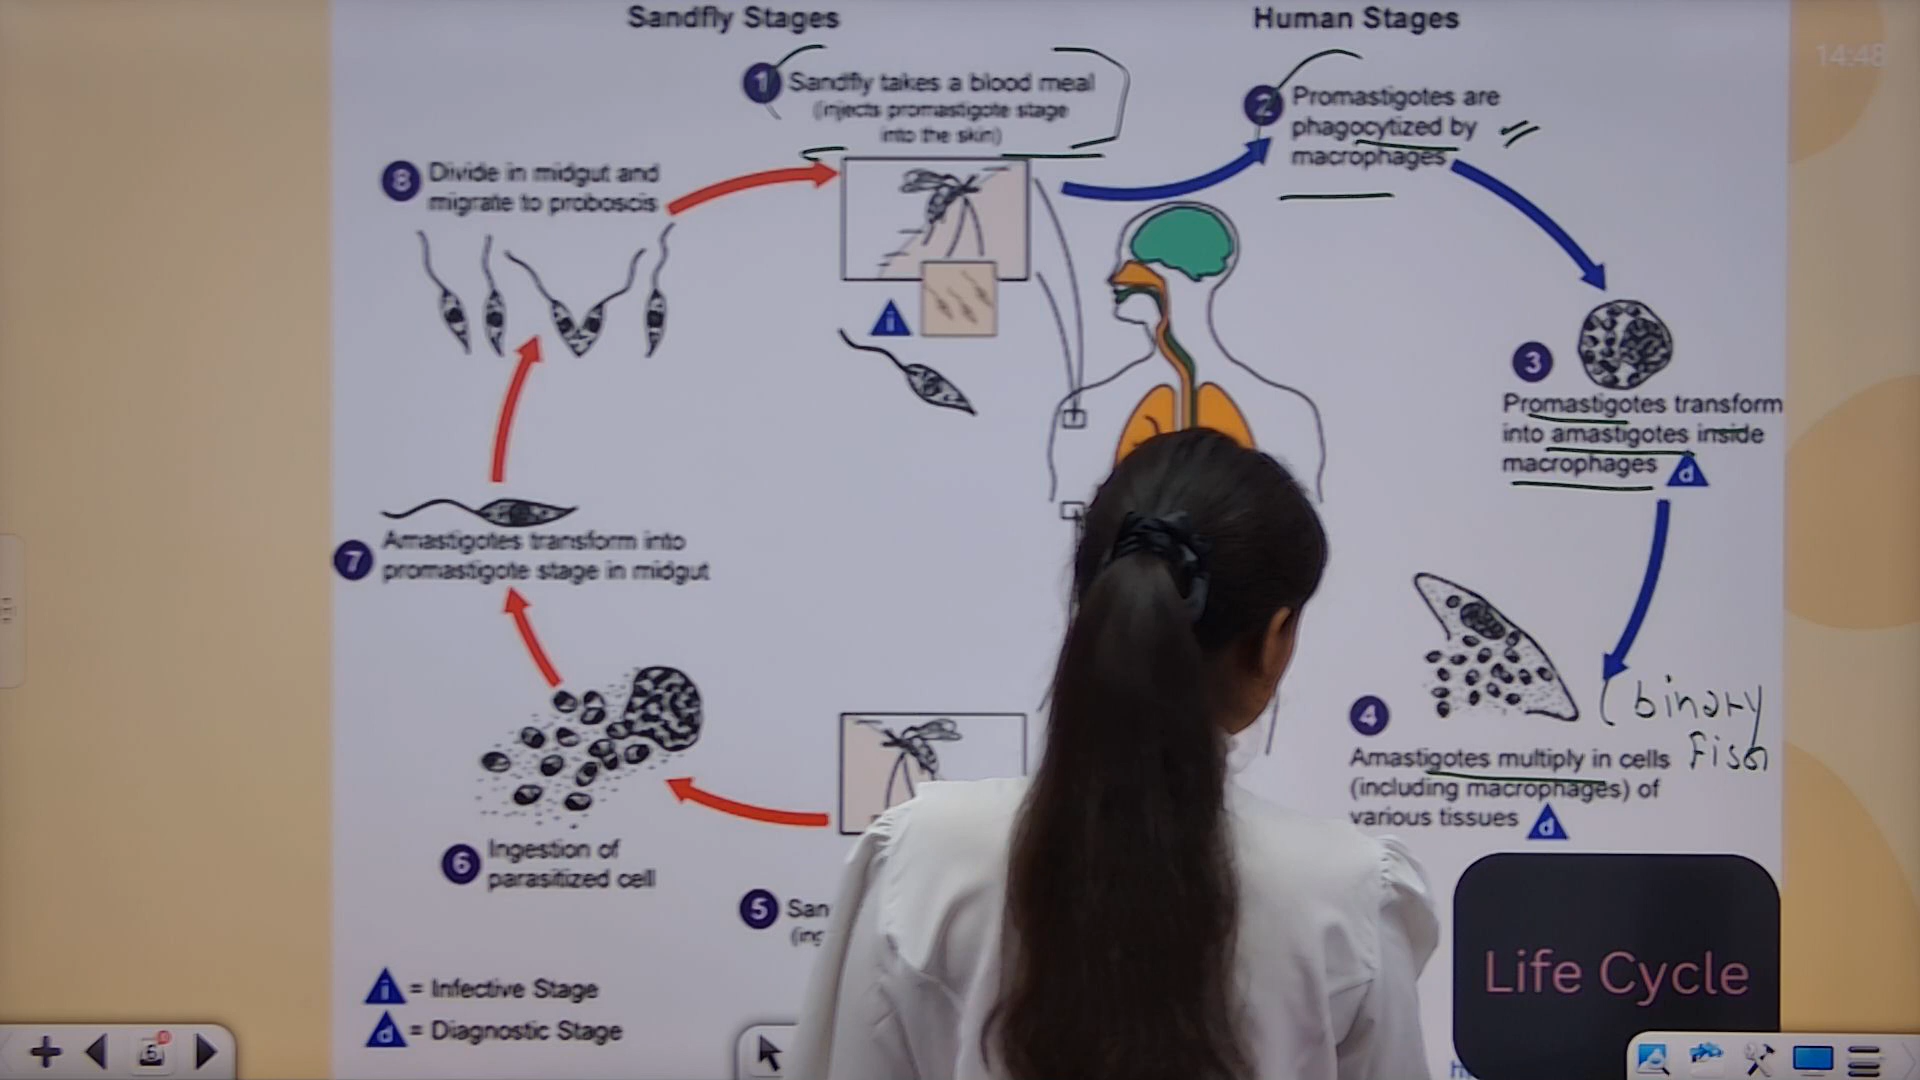 Sandfly Stages
Human Stages
14:48
1 Sandfly takes a blood meal
(injects promastigote stage
into the skin)
2 Promastigotes are
phagocytized by
macrophages
8 Divide in midgut and
migrate to proboscis
i
3
Promastigotes transform
into amastigotes inside
macrophages d
7 Amastigotes transform into
promastigote stage in midgut
(binary
4
Amastigotes multiply in cells
(including macrophages) of
various tissues d
6 Ingestion of
parasitized cell
5 San
i = Infective Stage
d = Diagnostic Stage
Life Cycle